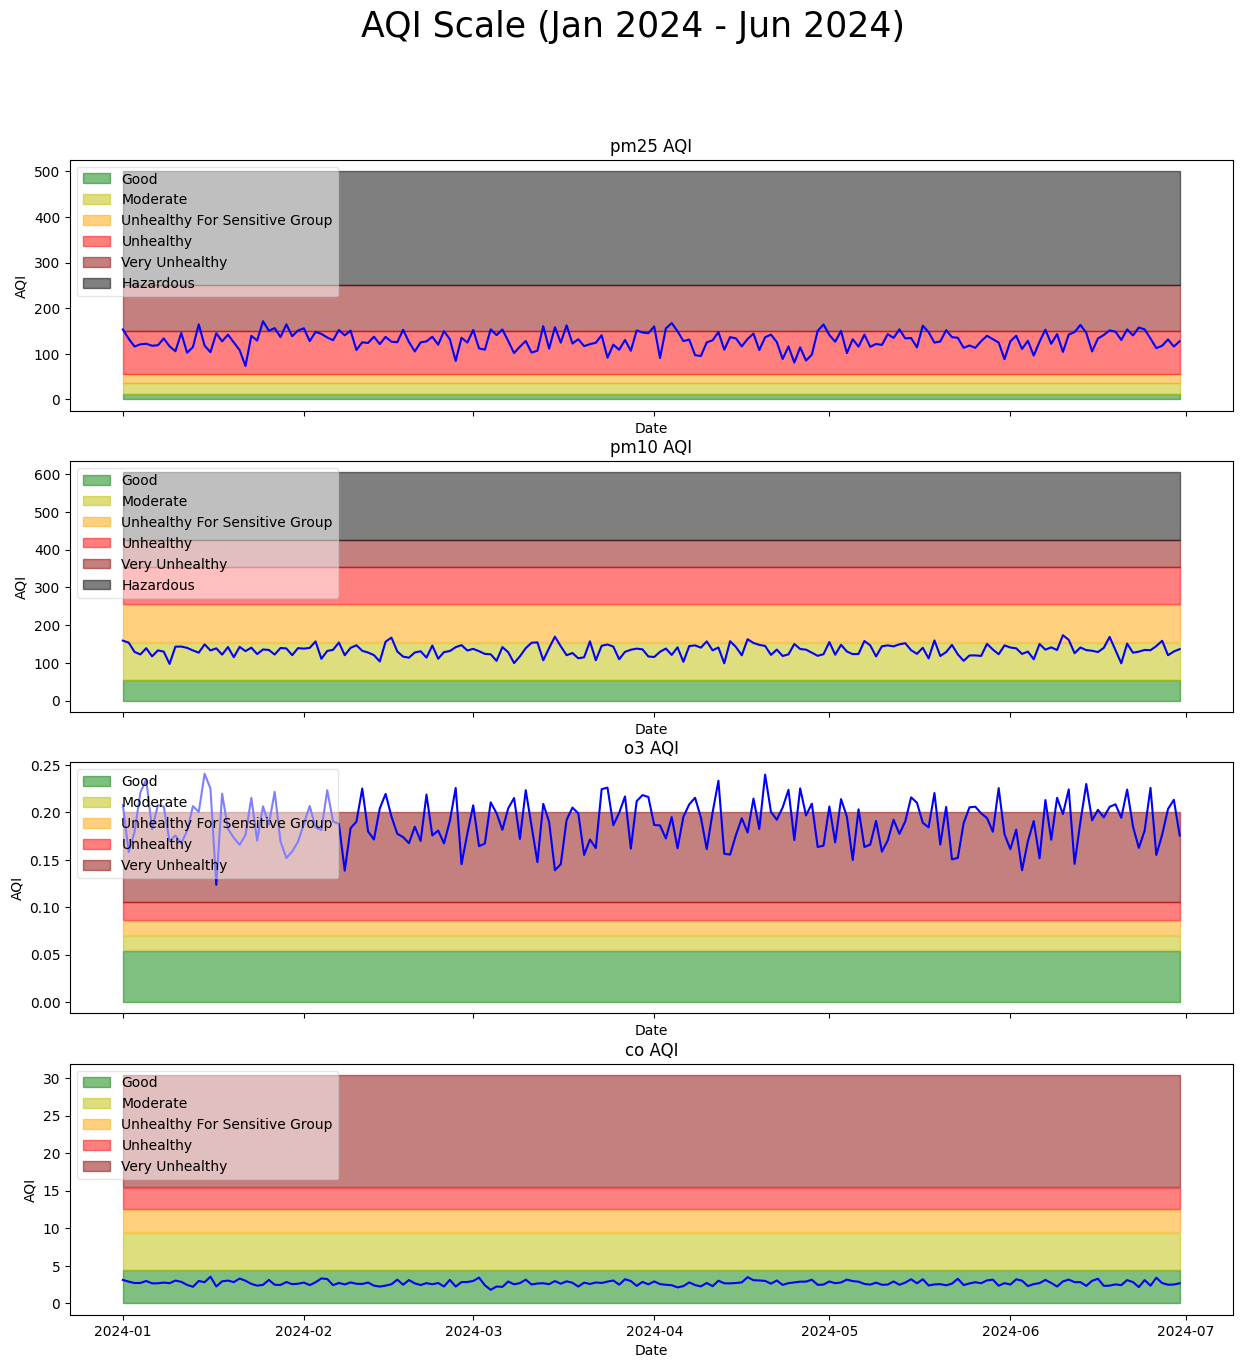 AQI Scale (Jan 2024 - Jun 2024)
pm25 AQI
500
400
300
200
100
0
AQI
Good
Moderate
Unhealthy For Sensitive Group
Unhealthy
Very Unhealthy
Hazardous
Date
pm10 AQI
600
500
400
300
200
100
0
AQI
Good
Moderate
Unhealthy For Sensitive Group
Unhealthy
Very Unhealthy
Hazardous
Date
o3 AQI
0.25
0.20
0.15
0.10
0.05
0.00
AQI
Good
Moderate
Unhealthy For Sensitive Group
Unhealthy
Very Unhealthy
Date
co AQI
30
25
20
15
10
5
0
AQI
Good
Moderate
Unhealthy For Sensitive Group
Unhealthy
Very Unhealthy
2024-01 2024-02 2024-03 2024-04 2024-05 2024-06 2024-07
Date